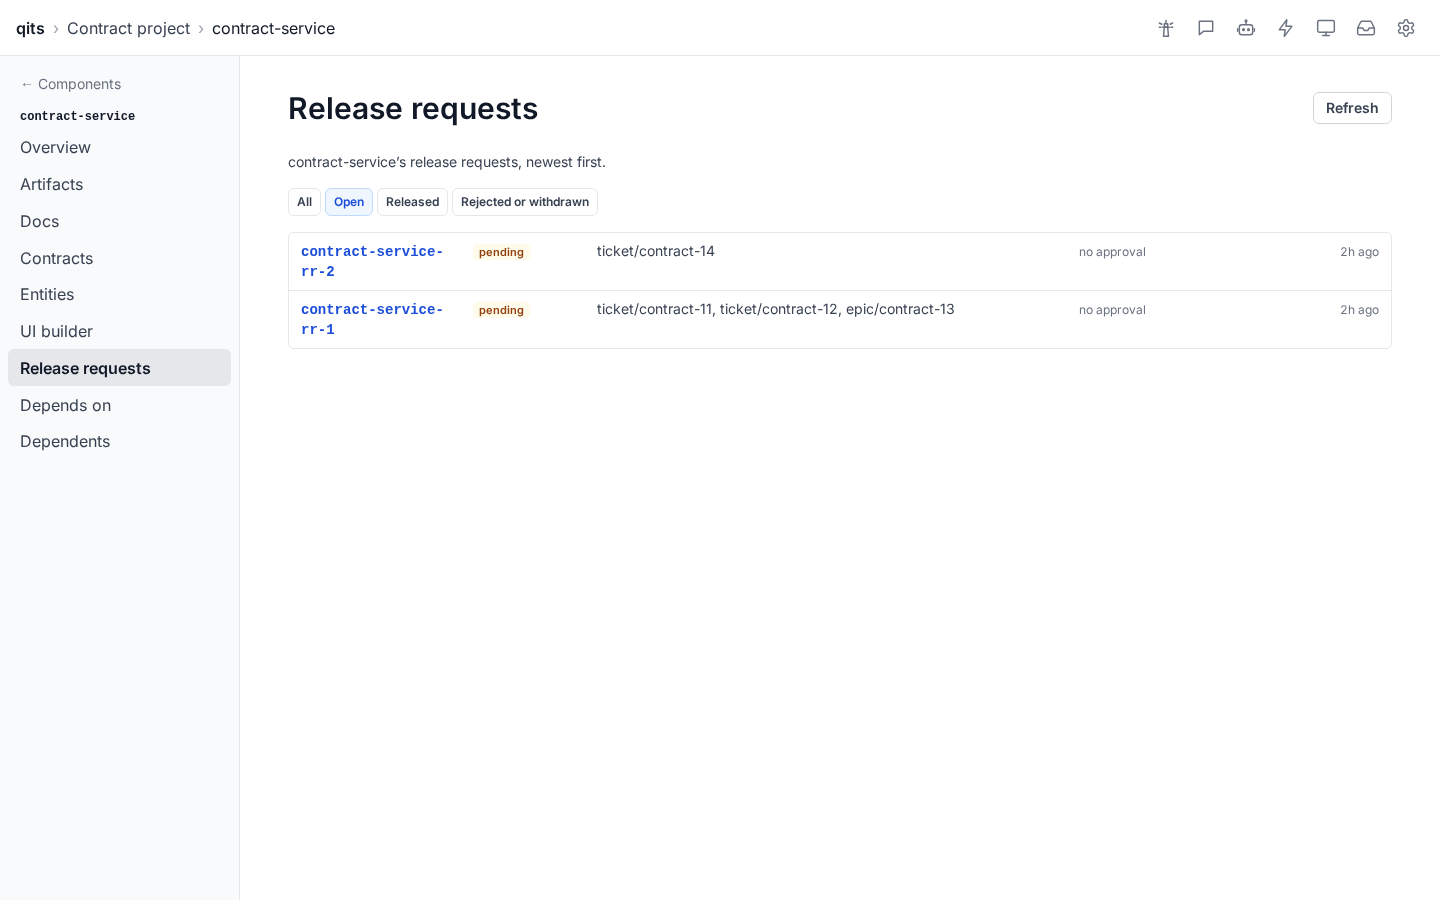 qits › Contract project › contract-service
← Components
contract-service
Overview
Artifacts
Docs
Contracts
Entities
UI builder
Release requests
Depends on
Dependents
Release requests
Refresh
contract-service’s release requests, newest first.
All Open Released Rejected or withdrawn
contract-service- pending ticket/contract-14 no approval 2h ago
rr-2
contract-service- pending ticket/contract-11, ticket/contract-12, epic/contract-13 no approval 2h ago
rr-1